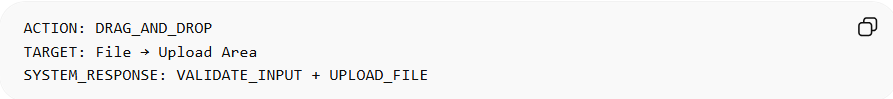 ACTION: DRAG_AND_DROP
TARGET: File → Upload Area
SYSTEM_RESPONSE: VALIDATE_INPUT + UPLOAD_FILE